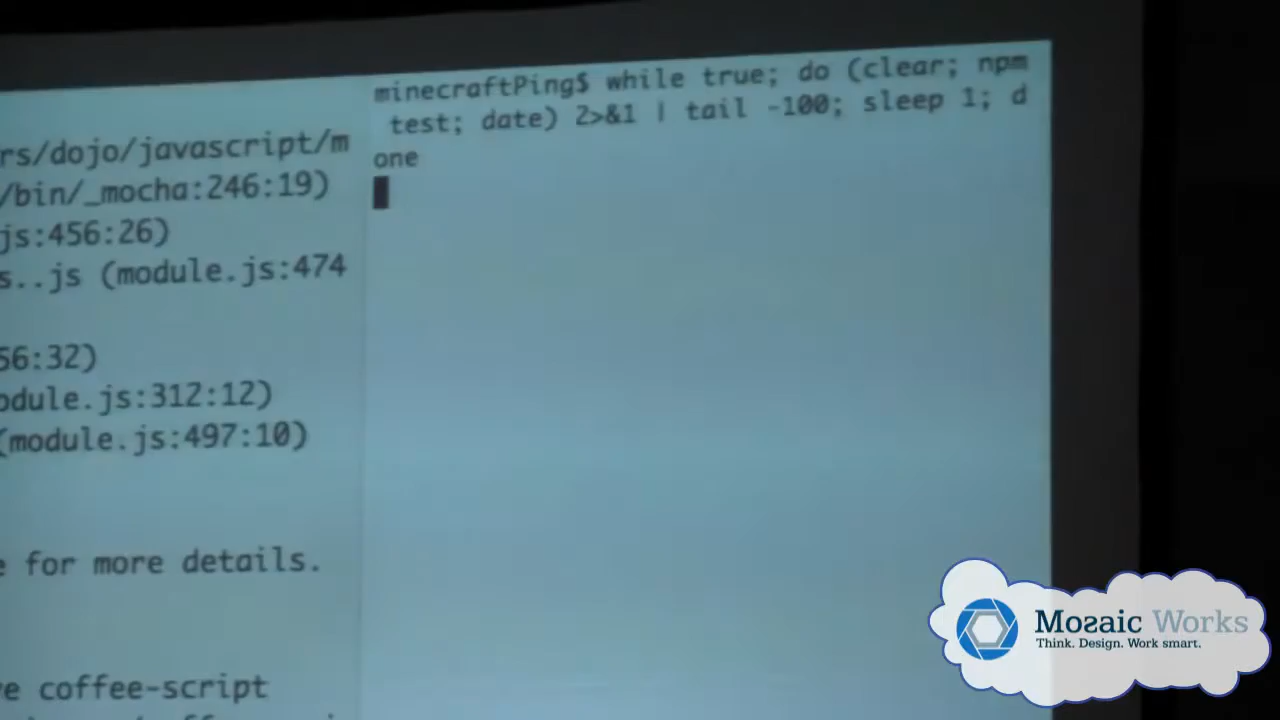 rs/dojo/javascript/m
/bin/_mocha:246:19)
js:456:26)
s..js (module.js:474
56:32)
odule.js:312:12)
(module.js:497:10)
e for more details.
ve coffee-script
minecraftPing$ while true; do (clear; npm
test; date) 2>&1 | tail -100; sleep 1; d
one
Mosaic Works
Think. Design. Work smart.